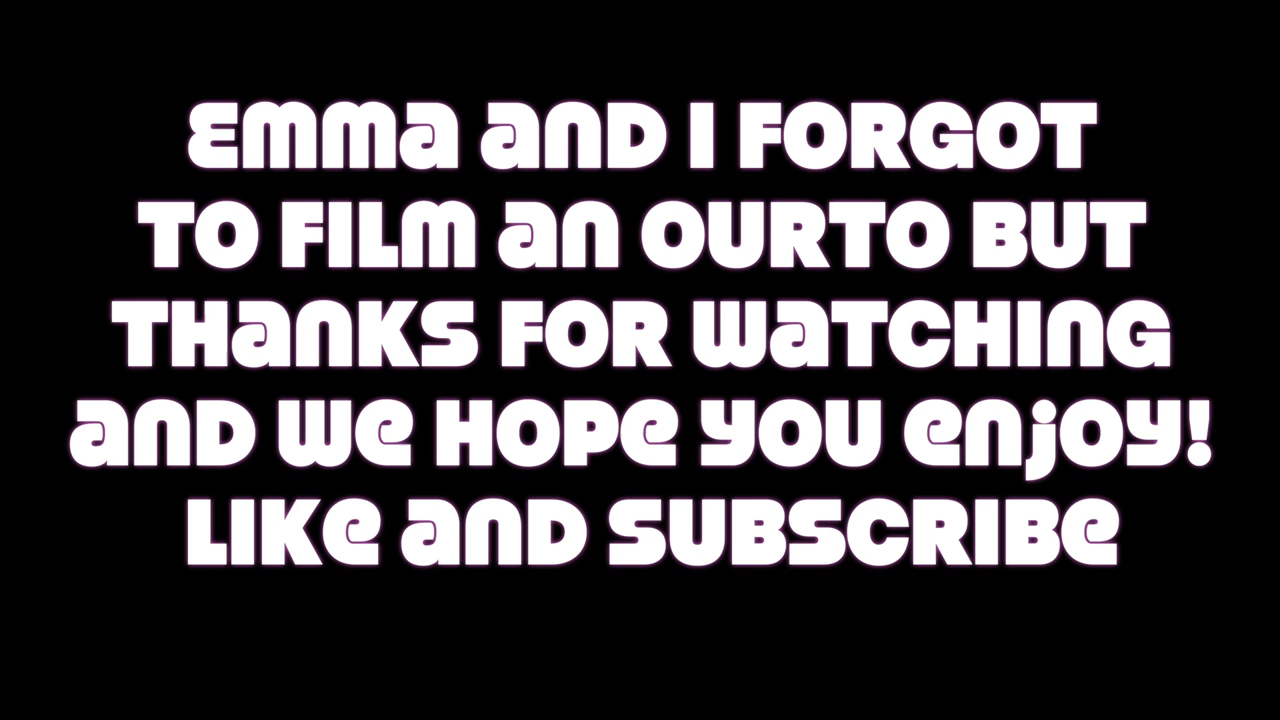 Emma and I FORGOT
TO FILM an OURTO BUT
THanKS FOR WaTCHInG
and We HOPe YOU enjoy!
LIKe and SUBSCRIBe